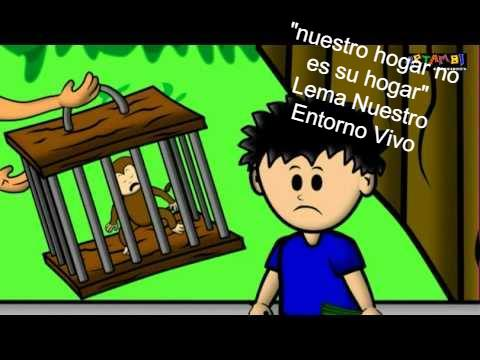 "nuestro hogar no
es su hogar"
Lema Nuestro
Entorno Vivo